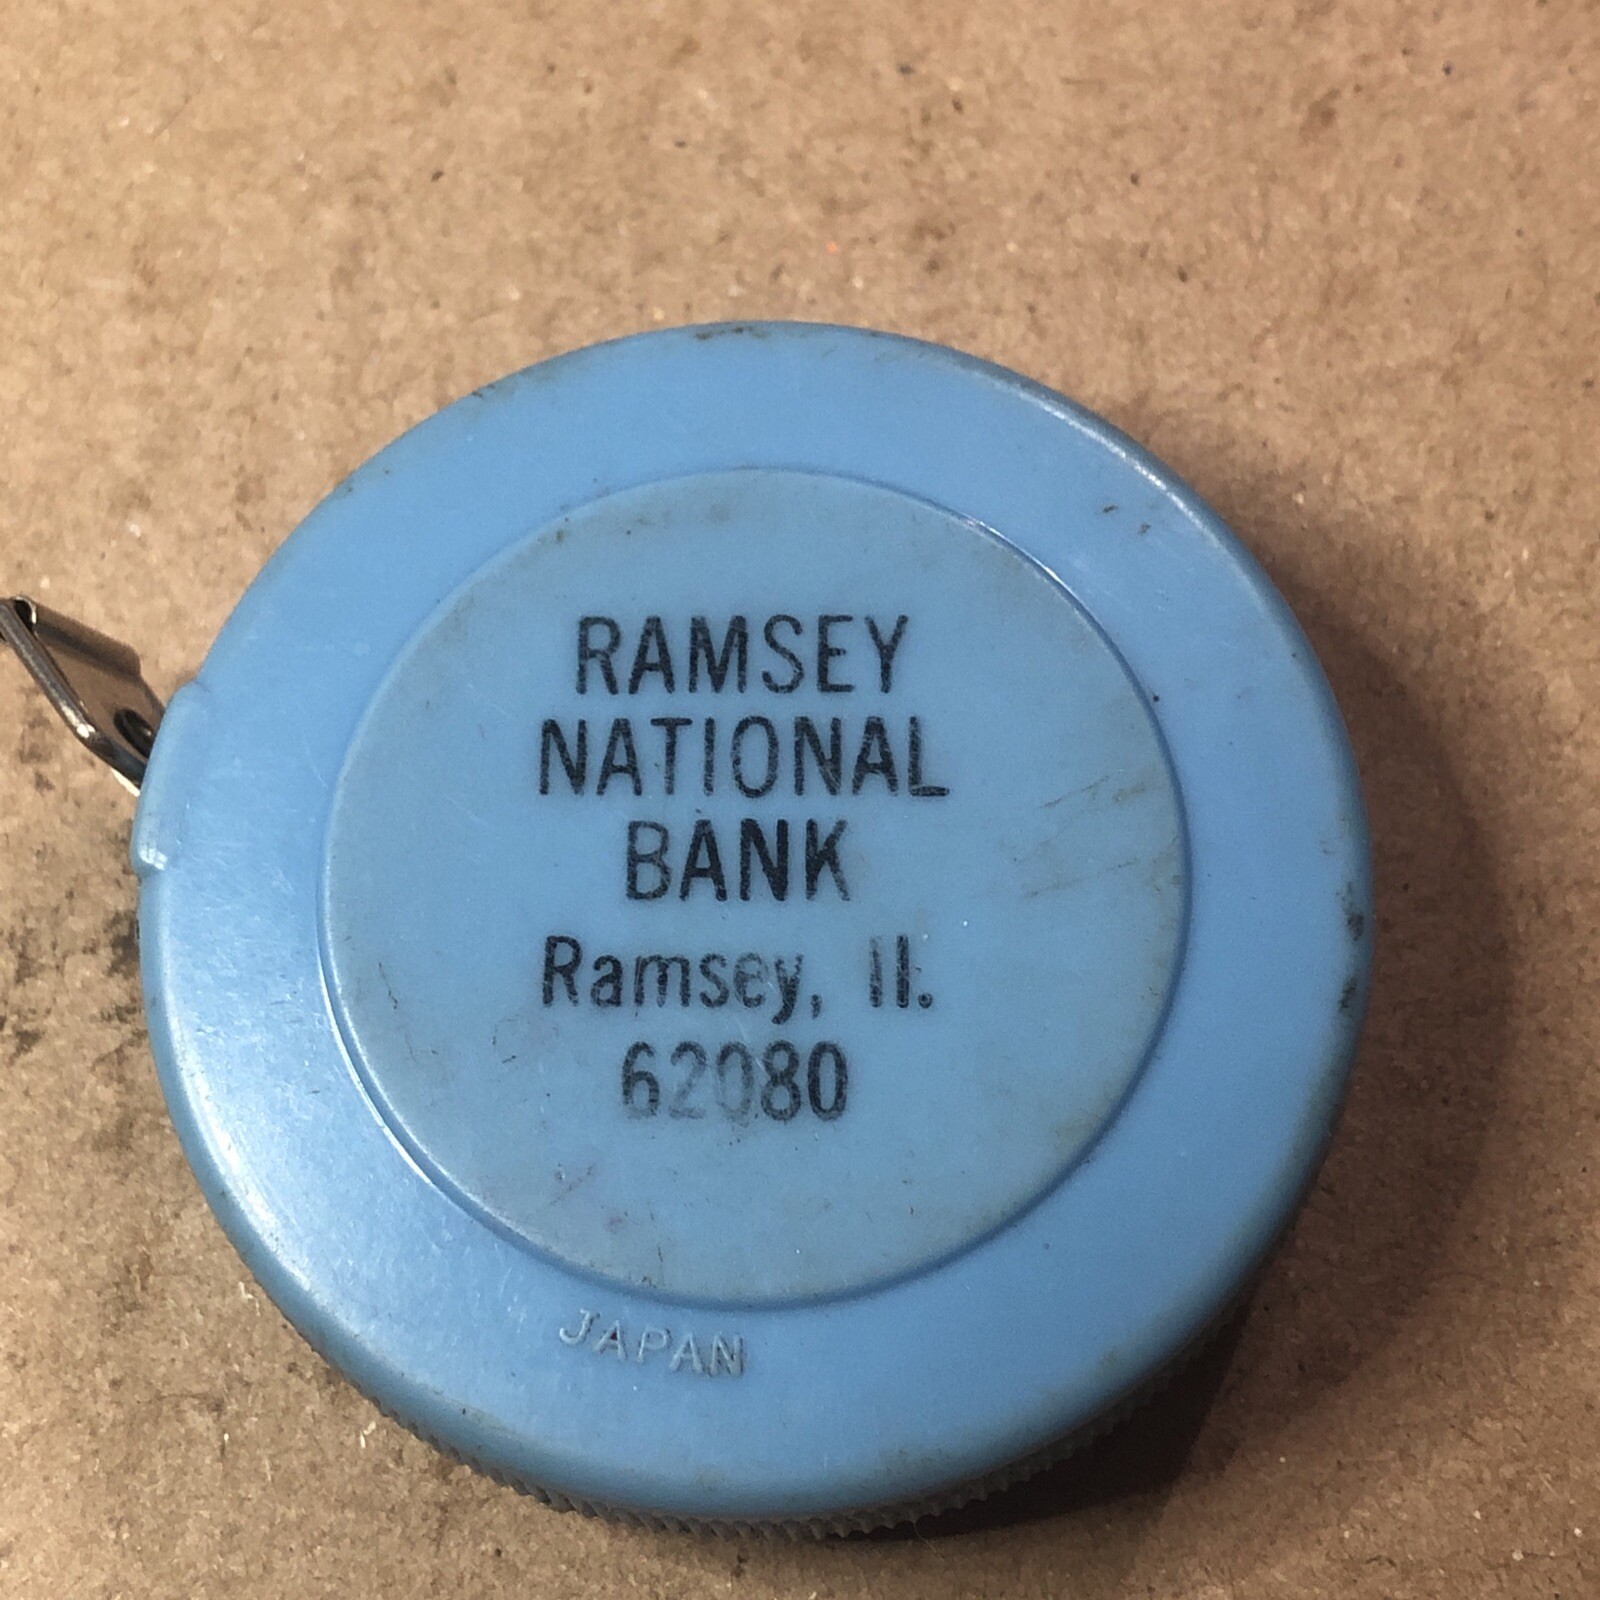 RAMSEY
NATIONAL
BANK
Ramsey, Il.
62080
JAPAN